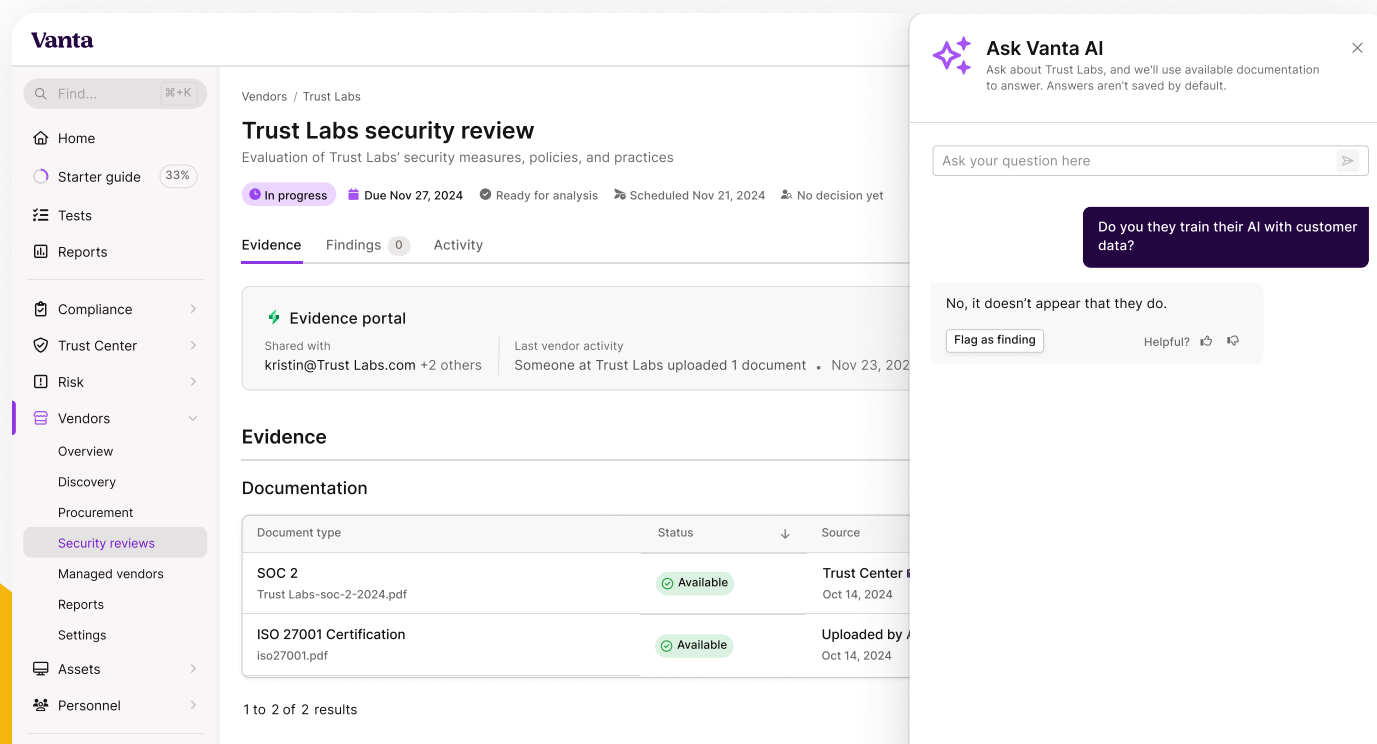 Vanta
Find...
⌘+K
Home
Starter guide
33%
Tests
Reports
Compliance
Trust Center
Risk
Vendors
Overview
Discovery
Procurement
Security reviews
Managed vendors
Reports
Settings
Assets
Personnel
Vendors / Trust Labs
Trust Labs security review
Evaluation of Trust Labs’ security measures, policies, and practices
In progress
Due Nov 27, 2024
Ready for analysis
Scheduled Nov 21, 2024
No decision yet
Evidence
Findings 0
Activity
Evidence portal
Shared with
kristin@Trust Labs.com +2 others
Last vendor activity
Someone at Trust Labs uploaded 1 document • Nov 23, 202
Evidence
Documentation
Document type
Status
Source
SOC 2
Trust Labs-soc-2-2024.pdf
Available
Trust Center
Oct 14, 2024
ISO 27001 Certification
iso27001.pdf
Available
Uploaded by
Oct 14, 2024
1 to 2 of 2 results
Ask Vanta AI
Ask about Trust Labs, and we'll use available documentation
to answer. Answers aren’t saved by default.
Ask your question here
Do you they train their AI with customer
data?
No, it doesn’t appear that they do.
Flag as finding
Helpful?